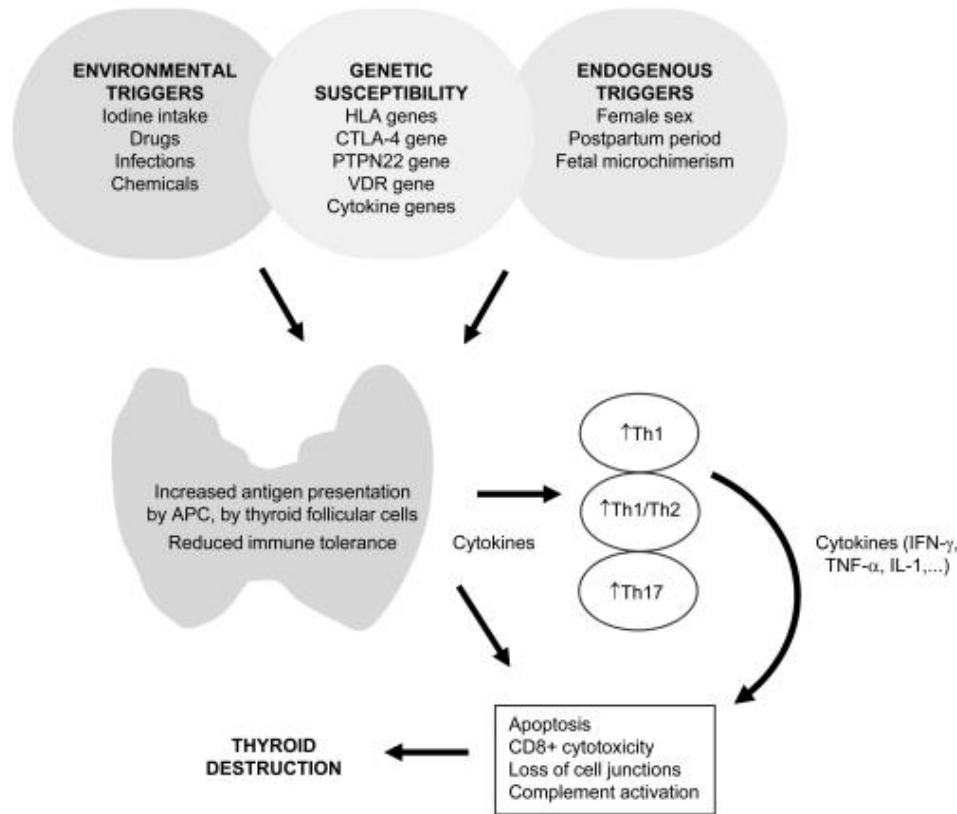 ENVIRONMENTAL
TRIGGERS
Iodine intake
Drugs
Infections
Chemicals
GENETIC
SUSCEPTIBILITY
HLA genes
CTLA-4 gene
PTPN22 gene
VDR gene
Cytokine genes
ENDOGENOUS
TRIGGERS
Female sex
Postpartum period
Fetal microchimerism
Increased antigen presentation
by APC, by thyroid follicular cells
Reduced immune tolerance
Cytokines
↑Th1
↑Th1/Th2
↑Th17
Cytokines (IFN-γ,
TNF-α, IL-1,...)
Apoptosis
CD8+ cytotoxicity
Loss of cell junctions
Complement activation
THYROID
DESTRUCTION